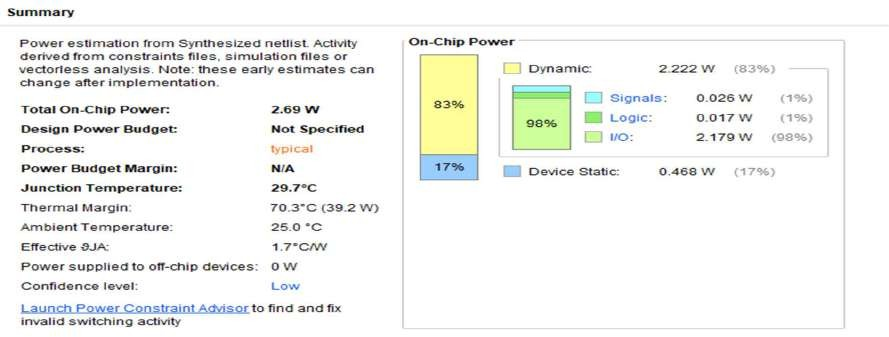 Summary
Power estimation from Synthesized netlist. Activity
derived from constraints files, simulation files or
vectorless analysis. Note: these early estimates can
change after implementation.
Total On-Chip Power: 2.69 W
Design Power Budget: Not Specified
Process: typical
Power Budget Margin: N/A
Junction Temperature: 29.7°C
Thermal Margin: 70.3°C (39.2 W)
Ambient Temperature: 25.0 °C
Effective ϑJA: 1.7°C/W
Power supplied to off-chip devices: 0 W
Confidence level: Low
Launch Power Constraint Advisor to find and fix
invalid switching activity
On-Chip Power
83%
17%
Dynamic: 2.222 W (83%)
98%
Signals: 0.026 W (1%)
Logic: 0.017 W (1%)
I/O: 2.179 W (98%)
Device Static: 0.468 W (17%)